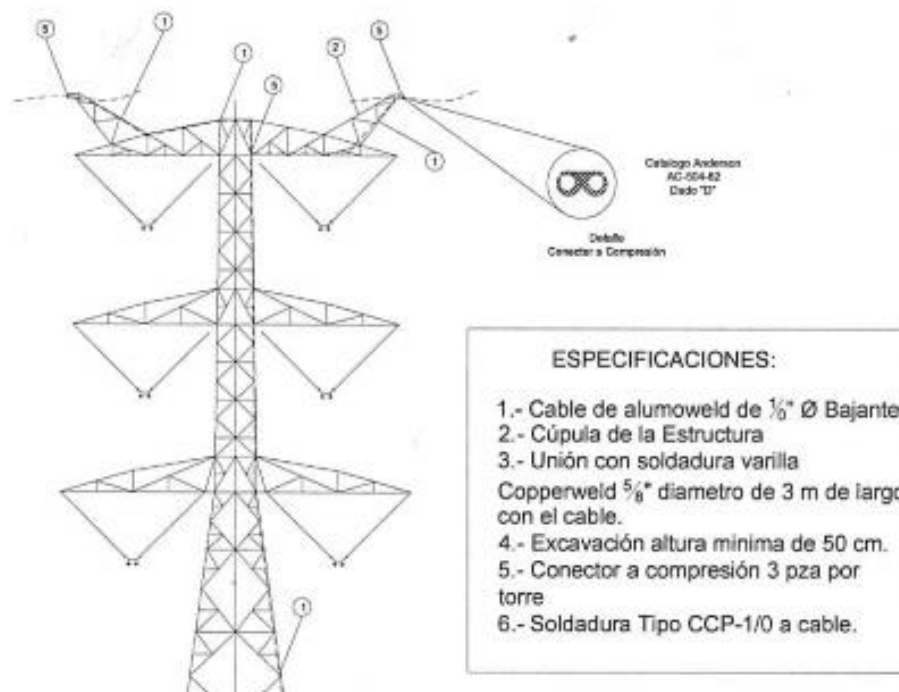 5
1
1
5
2
5
1
Catalogo Anderson
AC-504-62
Dado "D"
Detalle
Conector a Compresión
1
ESPECIFICACIONES:
1.- Cable de alumoweld de 1/0" Ø Bajante
2.- Cúpula de la Estructura
3.- Unión con soldadura varilla
Copperweld 5/8" diametro de 3 m de largo
con el cable.
4.- Excavación altura minima de 50 cm.
5.- Conector a compresión 3 pza por
torre
6.- Soldadura Tipo CCP-1/0 a cable.